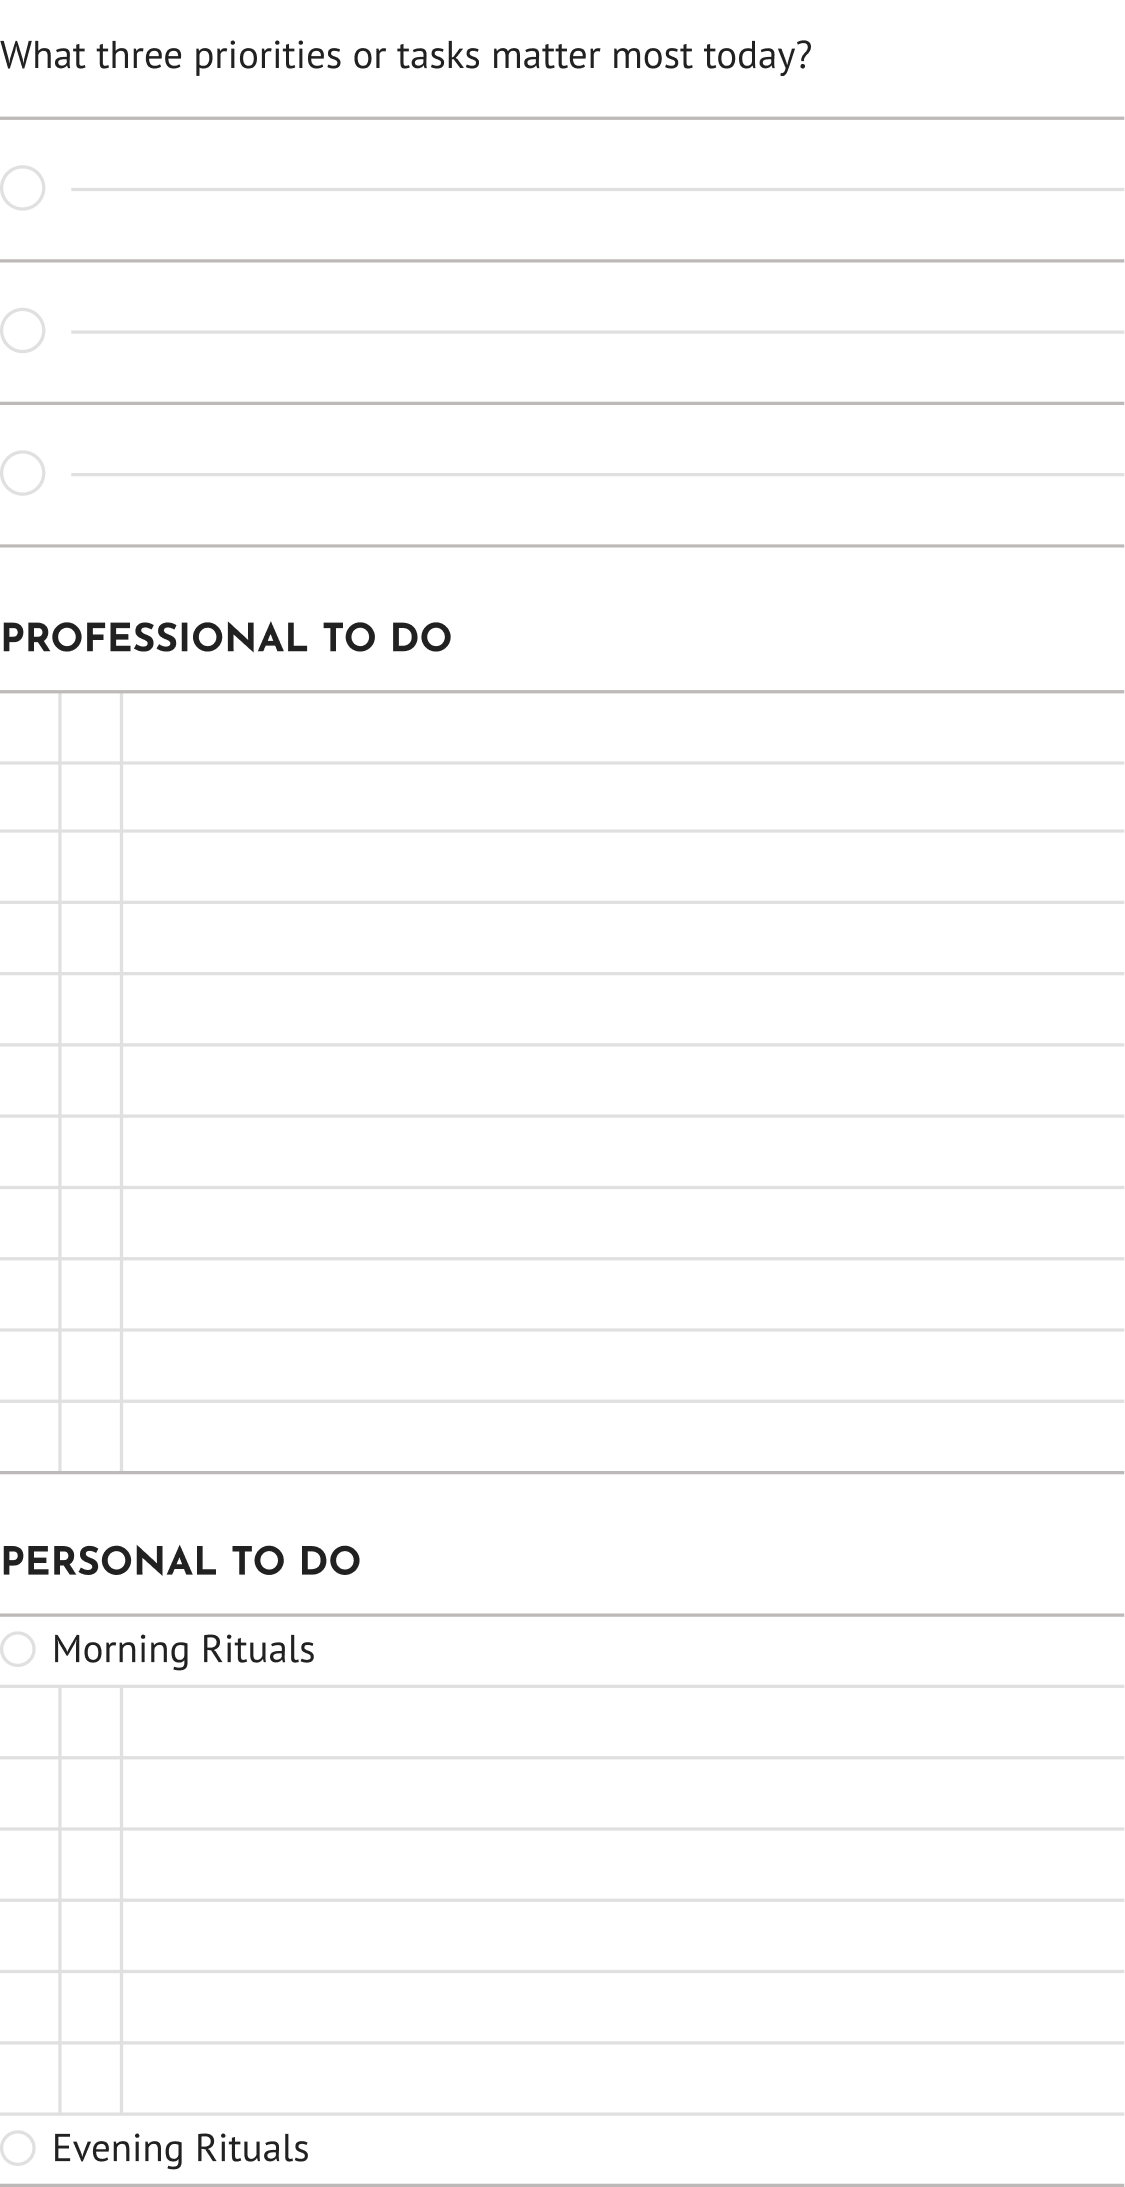 What three priorities or tasks matter most today?
PROFESSIONAL TO DO
PERSONAL TO DO
Morning Rituals
Evening Rituals